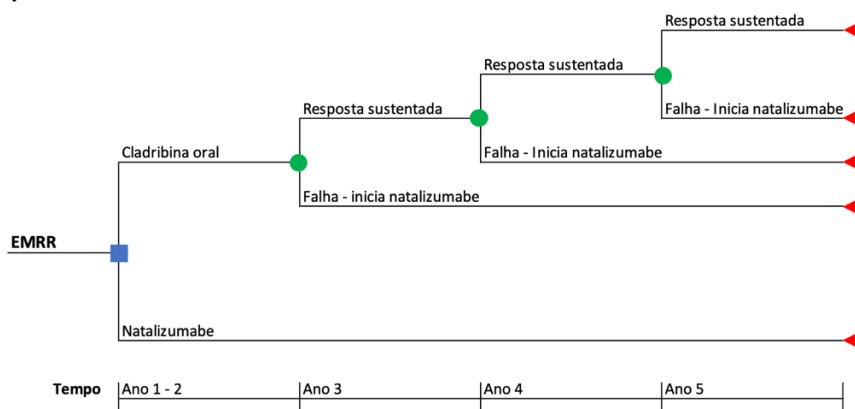 Resposta sustentada
Resposta sustentada
Resposta sustentada
Falha - Inicia natalizumabe
Cladribina oral
Falha - Inicia natalizumabe
Falha - inicia natalizumabe
EMRR
Natalizumabe
Tempo
Ano 1 - 2
Ano 3
Ano 4
Ano 5